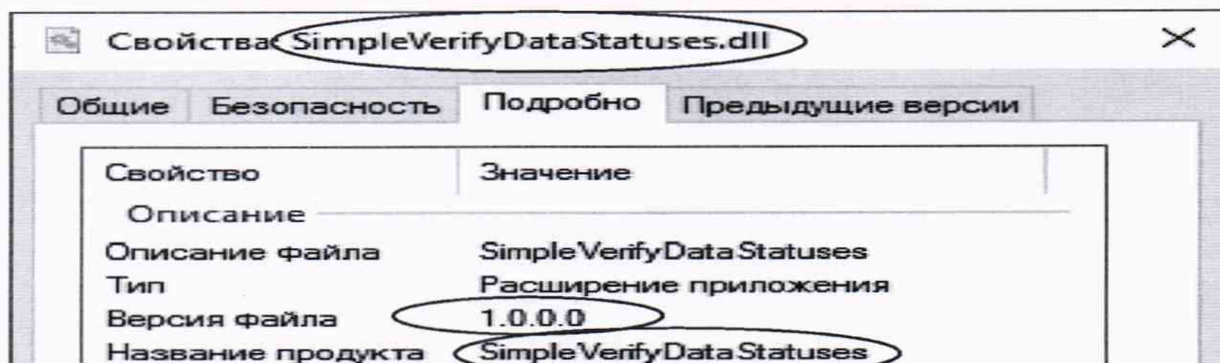 Свойства: SimpleVerifyDataStatuses.dll
Общие Безопасность Подробно Предыдущие версии
Свойство Значение
Описание
Описание файла SimpleVerifyDataStatuses
Тип Расширение приложения
Версия файла 1.0.0.0
Название продукта SimpleVerifyDataStatuses